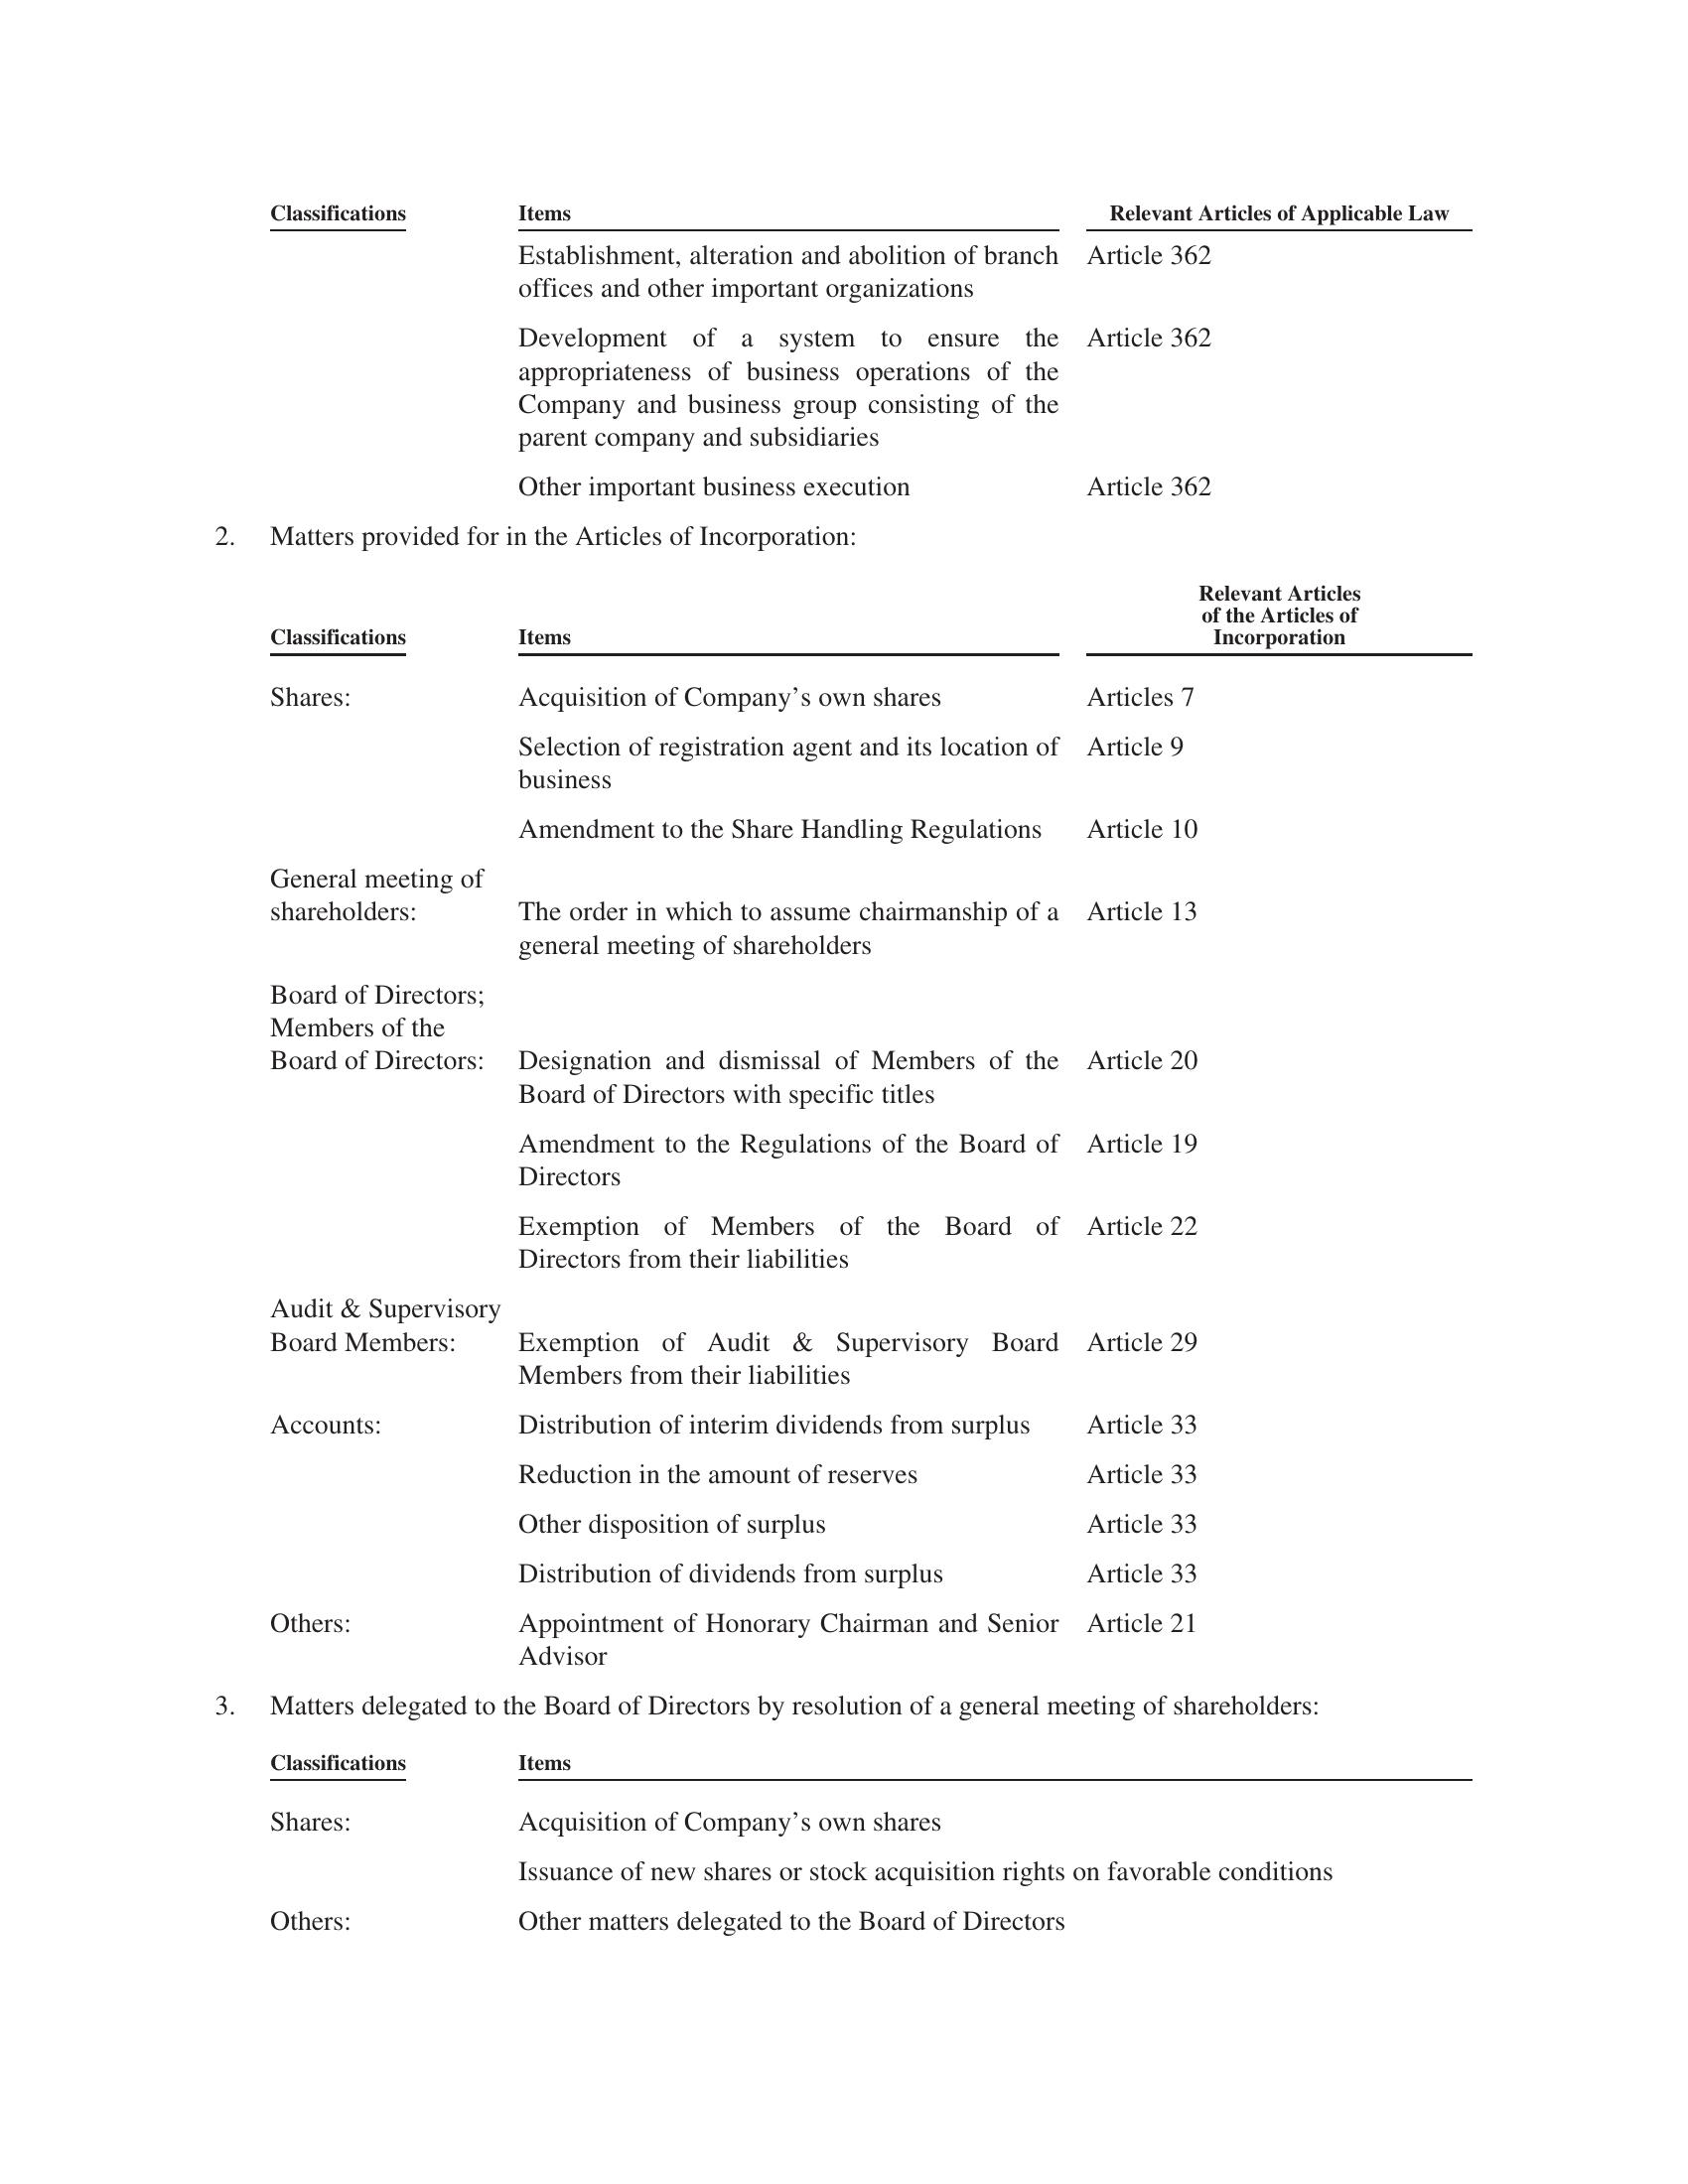 Classifications Items Relevant Articles of Applicable Law
Establishment, alteration and abolition of branch Article 362
offices and other important organizations
Development of a system to ensure the Article 362
appropriateness of business operations of the
Company and business group consisting of the
parent company and subsidiaries
Other important business execution Article 362
2. Matters provided for in the Articles of Incorporation:
Relevant Articles
of the Articles of
Classifications Items Incorporation
Shares: Acquisition of Company’s own shares Articles 7
Selection of registration agent and its location of Article 9
business
Amendment to the Share Handling Regulations Article 10
General meeting of
shareholders: The order in which to assume chairmanship of a Article 13
general meeting of shareholders
Board of Directors;
Members of the
Board of Directors: Designation and dismissal of Members of the Article 20
Board of Directors with specific titles
Amendment to the Regulations of the Board of Article 19
Directors
Exemption of Members of the Board of Article 22
Directors from their liabilities
Audit & Supervisory
Board Members: Exemption of Audit & Supervisory Board Article 29
Members from their liabilities
Accounts: Distribution of interim dividends from surplus Article 33
Reduction in the amount of reserves Article 33
Other disposition of surplus Article 33
Distribution of dividends from surplus Article 33
Others: Appointment of Honorary Chairman and Senior Article 21
Advisor
3. Matters delegated to the Board of Directors by resolution of a general meeting of shareholders:
Classifications Items
Shares: Acquisition of Company’s own shares
Issuance of new shares or stock acquisition rights on favorable conditions
Others: Other matters delegated to the Board of Directors